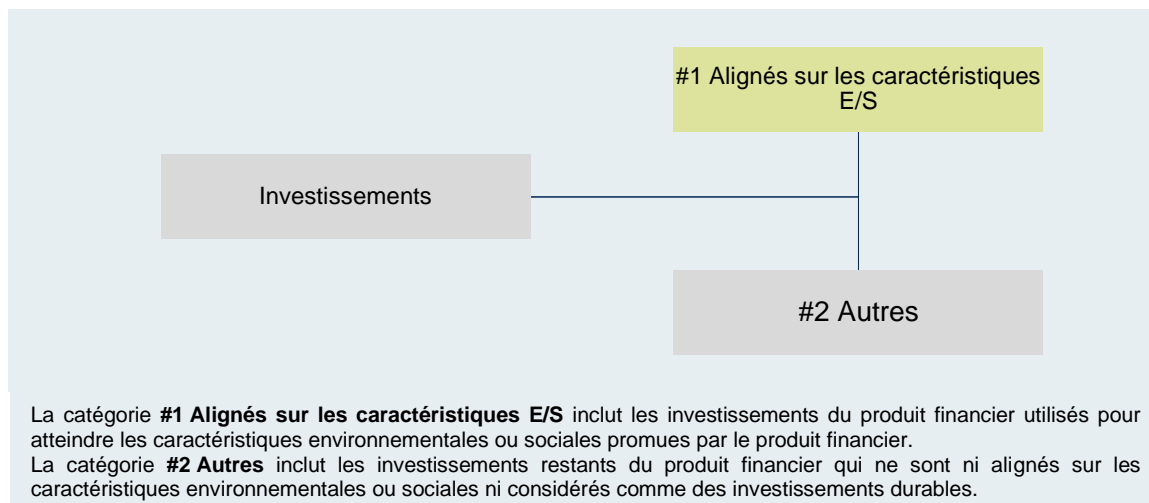 #1 Alignés sur les caractéristiques
E/S
Investissements
#2 Autres
La catégorie #1 Alignés sur les caractéristiques E/S inclut les investissements du produit financier utilisés pour
atteindre les caractéristiques environnementales ou sociales promues par le produit financier.
La catégorie #2 Autres inclut les investissements restants du produit financier qui ne sont ni alignés sur les
caractéristiques environnementales ou sociales ni considérés comme des investissements durables.